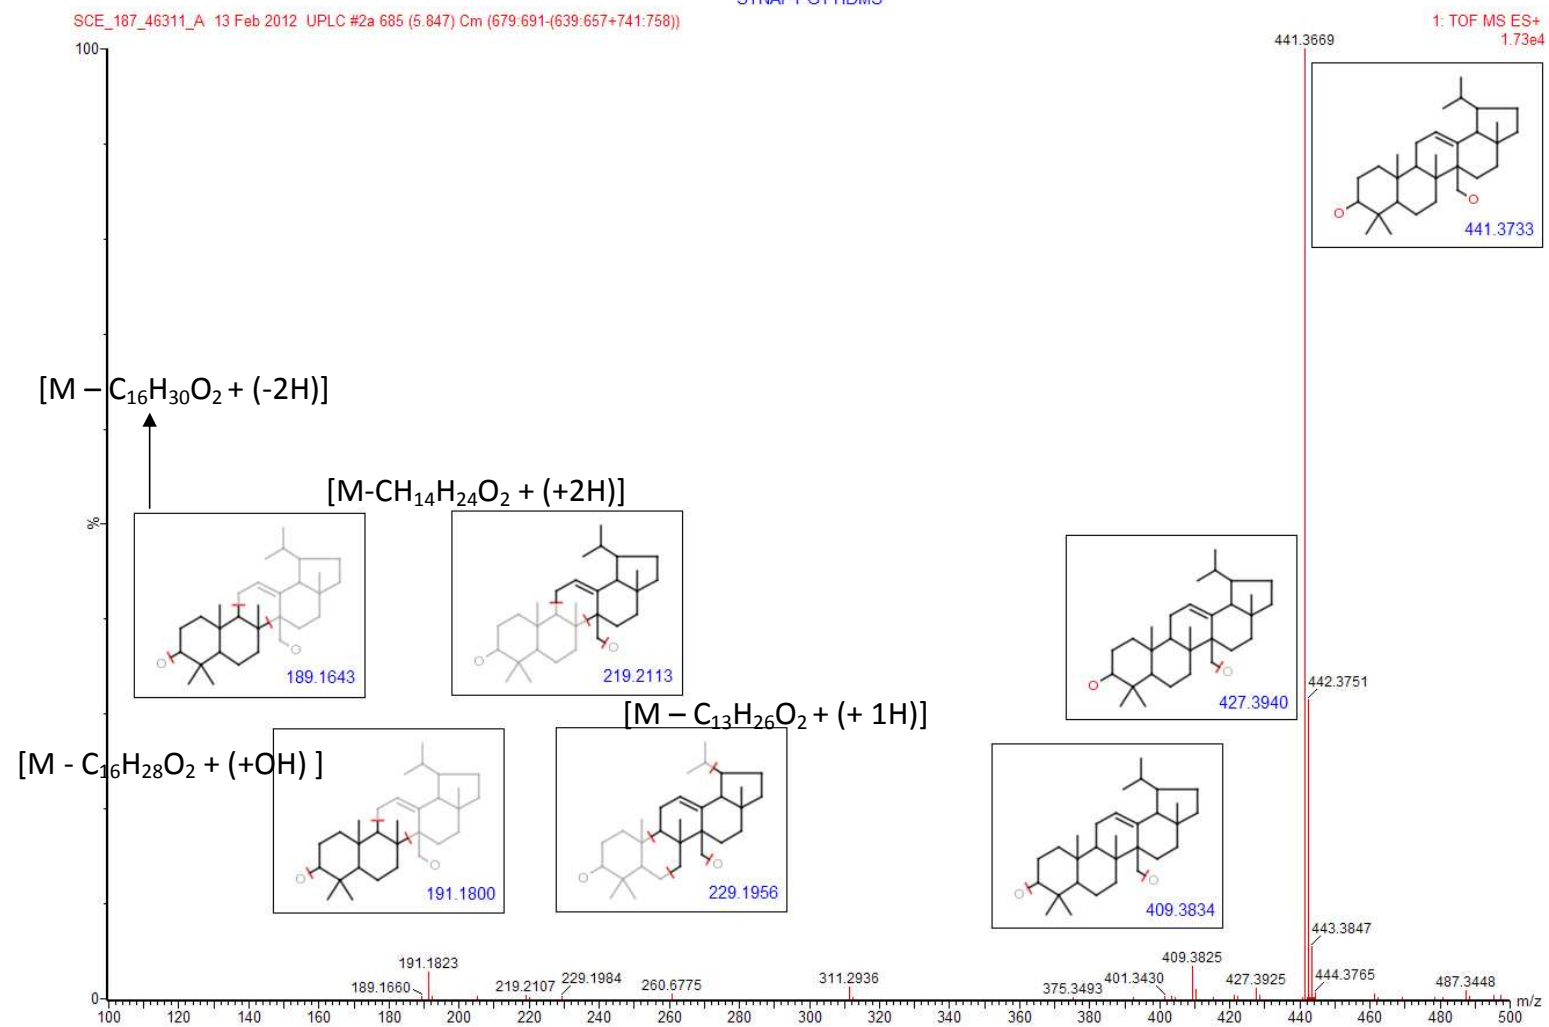 SYNAPT G1 HDMS
SCE_187_46311_A 13 Feb 2012 UPLC #2a 685 (5.847) Cm (679:691-(639:657+741:758))
1: TOF MS ES+
1.73e4
100
441.3669
O
O
441.3733
[M – C₁₆H₃₀O₂ + (-2H)]
[M-CH₁₄H₂₄O₂ + (+2H)]
%
O
O
189.1643
O
O
219.2113
O
O
427.3940
442.3751
[M – C₁₃H₂₆O₂ + (+ 1H)]
[M - C₁₆H₂₈O₂ + (+OH) ]
O
O
191.1800
O
O
229.1956
O
O
409.3834
443.3847
444.3765
191.1823
189.1660
219.2107
229.1984
260.6775
311.2936
375.3493
401.3430
409.3825
427.3925
487.3448
0
m/z
100 120 140 160 180 200 220 240 260 280 300 320 340 360 380 400 420 440 460 480 500